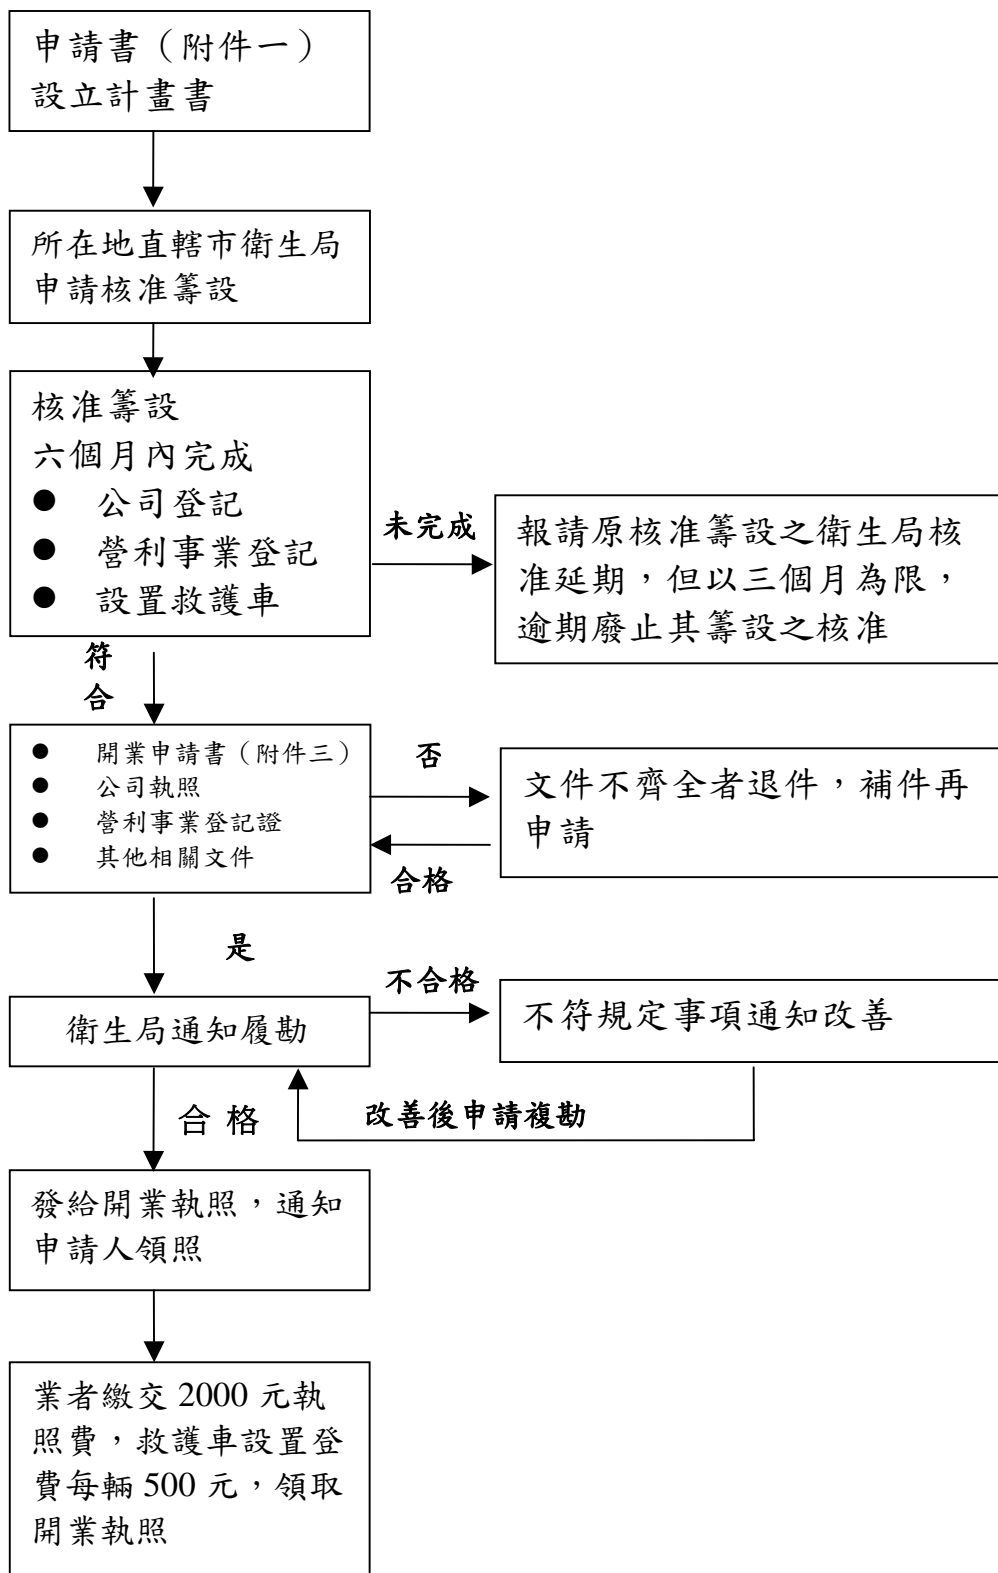 申請書（附件一）
設立計畫書
所在地直轄市衛生局
申請核准籌設
核准籌設
六個月內完成
● 公司登記
● 營利事業登記
● 設置救護車
未完成
報請原核准籌設之衛生局核
准延期，但以三個月為限，
逾期廢止其籌設之核准
符
合
● 開業申請書（附件三）
● 公司執照
● 營利事業登記證
● 其他相關文件
否
文件不齊全者退件，補件再
申請
合格
是
衛生局通知履勘
不合格
不符規定事項通知改善
合 格
改善後申請複勘
發給開業執照，通知
申請人領照
業者繳交 2000 元執
照費，救護車設置登
費每輛 500 元，領取
開業執照